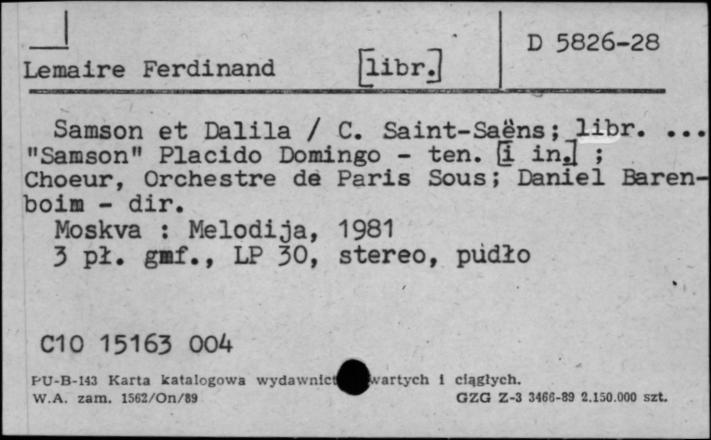 D 5826-28
Lemaire Ferdinand [libr.]
Samson et Dalila / C. Saint-Saëns; libr. ...
"Samson" Placido Domingo - ten. [i in.] ;
Choeur, Orchestre de Paris Sous; Daniel Baren-
boim - dir.
Moskva : Melodija, 1981
3 pł. gmf., LP 30, stereo, pudło
C10 15163 004
PU-B-143 Karta katalogowa wydawnict wartych i ciągłych.
W.A. zam. 1562/On/89 GZG Z-3 3466-89 2.150.000 szt.